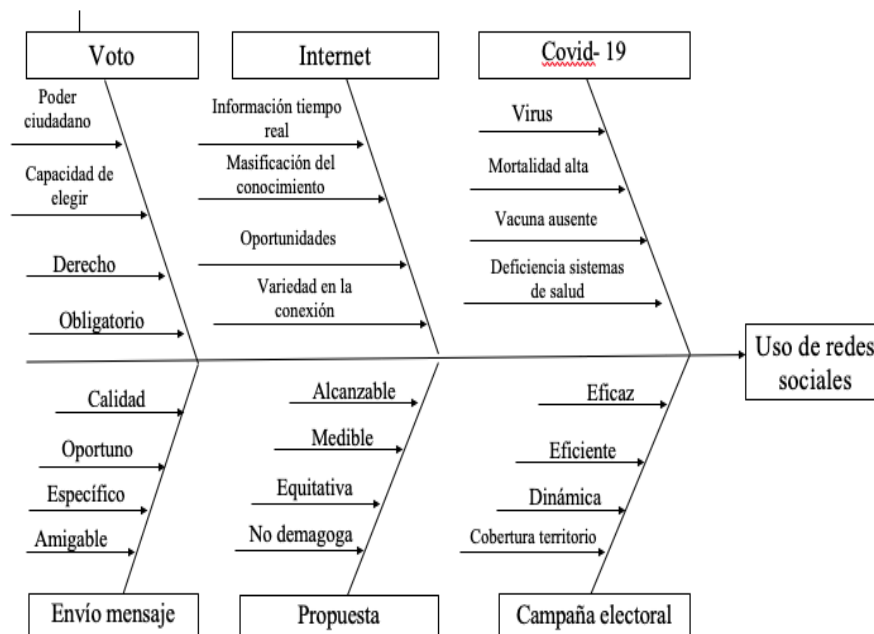 Voto
Internet
Covid- 19
Poder
ciudadano
Capacidad de
elegir
Derecho
Obligatorio
Información tiempo
real
Masificación del
conocimiento
Oportunidades
Variedad en la
conexión
Virus
Mortalidad alta
Vacuna ausente
Deficiencia sistemas
de salud
Uso de redes
sociales
Calidad
Oportuno
Específico
Amigable
Alcanzable
Medible
Equitativa
No demagoga
Eficaz
Eficiente
Dinámica
Cobertura territorio
Envío mensaje
Propuesta
Campaña electoral